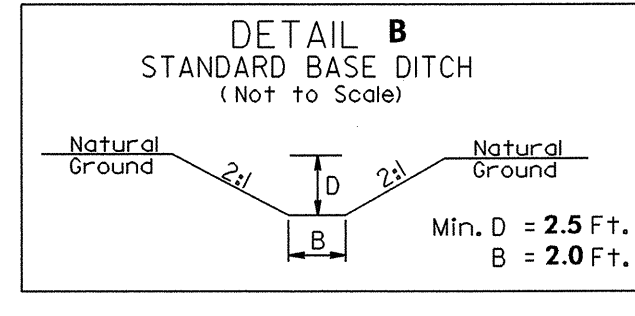 DETAIL B
STANDARD BASE DITCH
(Not to Scale)
Natural
Ground
2:1
D
2:1
Natural
Ground
B
Min. D = 2.5 Ft.
B = 2.0 Ft.